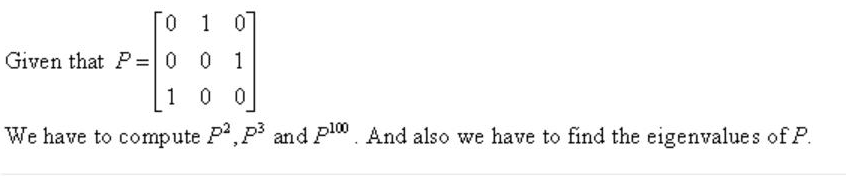 Given that P = [0 1 0
0 0 1
1 0 0]
We have to compute P², P³ and P¹⁰⁰. And also we have to find the eigenvalues of P.